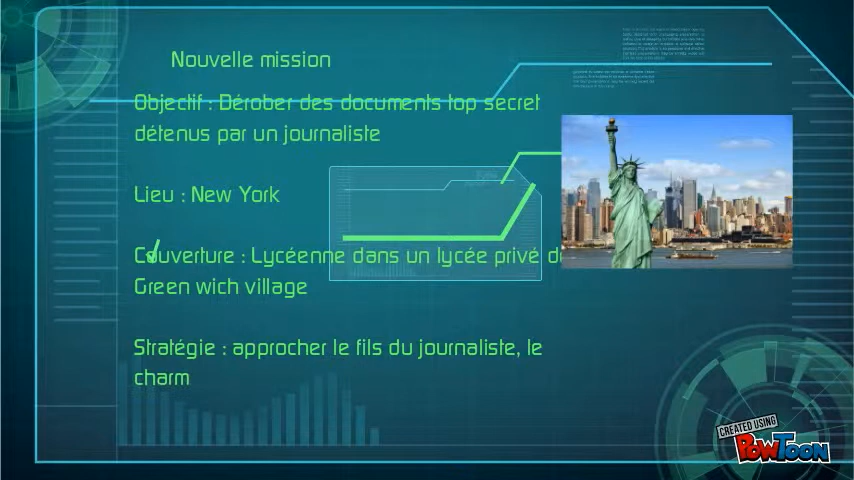 Nouvelle mission
Objectif : Dérober des documents top secret
détenus par un journaliste
Lieu : New York
Couverture : Lycéenne dans un lycée privé d
Green wich village
Stratégie : approcher le fils du journaliste, le
charm
CREATED USING
POWTOON